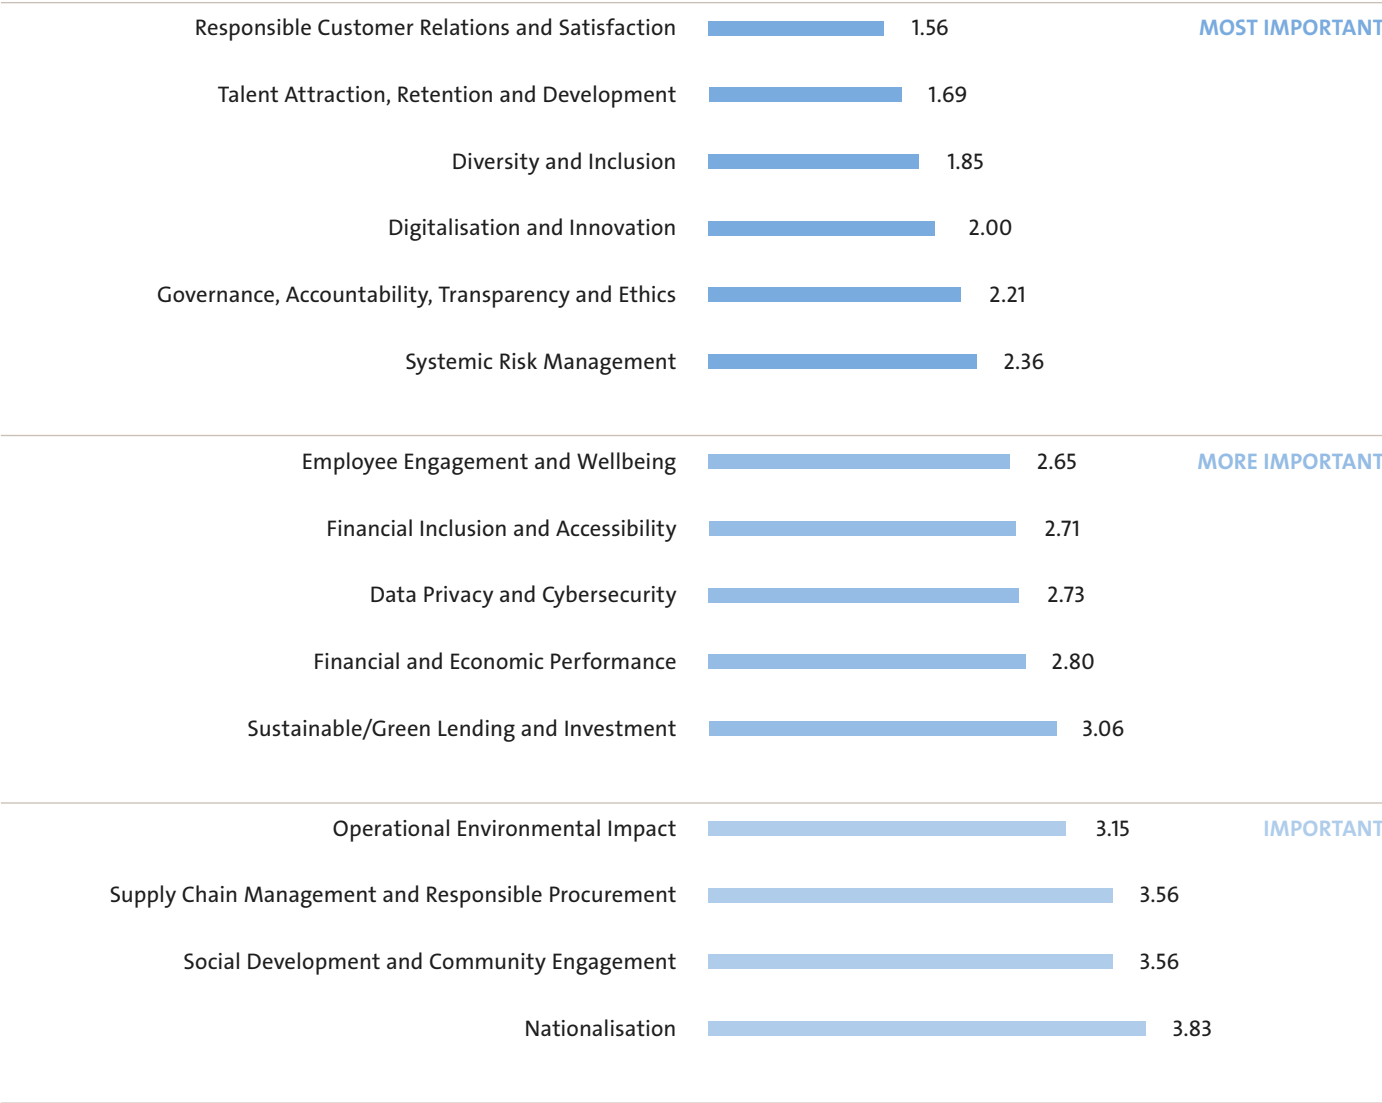 Responsible Customer Relations and Satisfaction 1.56 MOST IMPORTANT
Talent Attraction, Retention and Development 1.69
Diversity and Inclusion 1.85
Digitalisation and Innovation 2.00
Governance, Accountability, Transparency and Ethics 2.21
Systemic Risk Management 2.36
Employee Engagement and Wellbeing 2.65 MORE IMPORTANT
Financial Inclusion and Accessibility 2.71
Data Privacy and Cybersecurity 2.73
Financial and Economic Performance 2.80
Sustainable/Green Lending and Investment 3.06
Operational Environmental Impact 3.15 IMPORTANT
Supply Chain Management and Responsible Procurement 3.56
Social Development and Community Engagement 3.56
Nationalisation 3.83